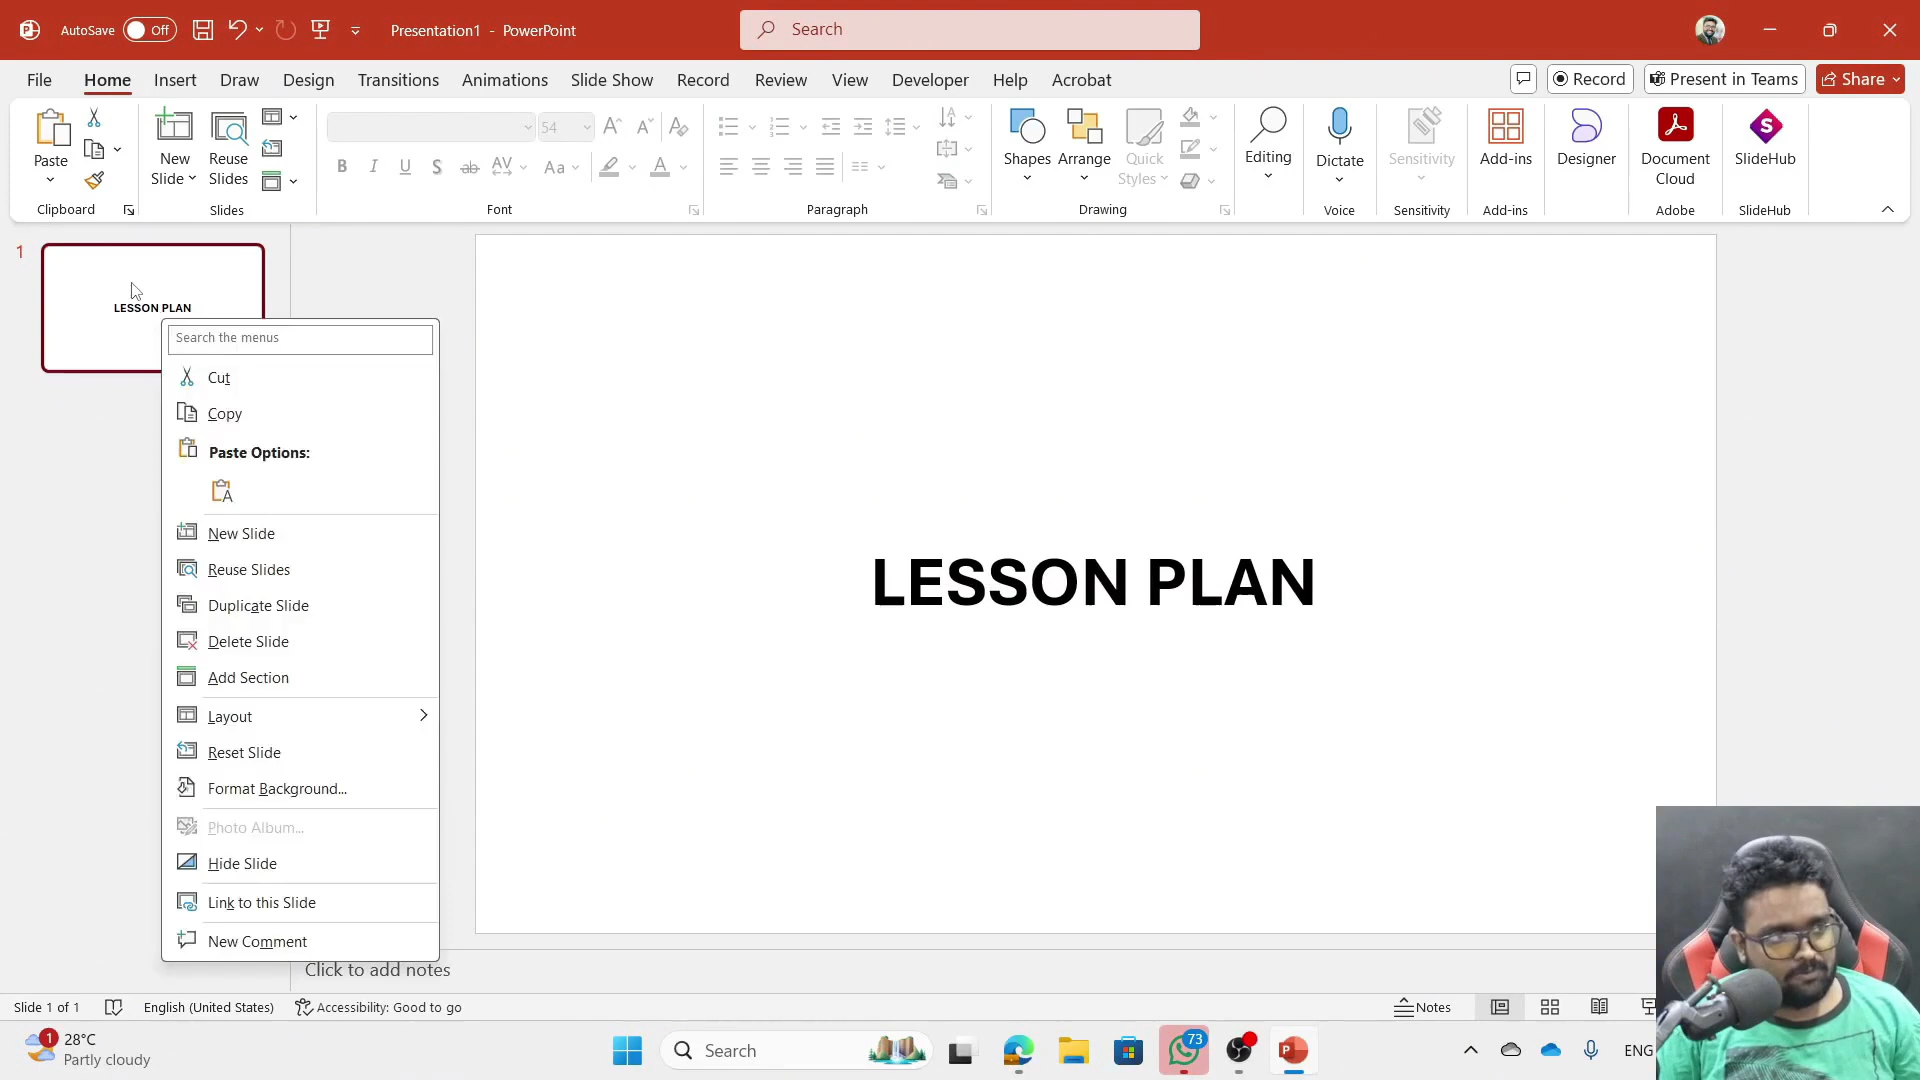 AutoSave Off Presentation1 - PowerPoint Search
File Home Insert Draw Design Transitions Animations Slide Show Record Review View Developer Help Acrobat Record Present in Teams Share
Paste New Slide Reuse Slides 54 Shapes Arrange Quick Styles Editing Dictate Sensitivity Add-ins Designer Document Cloud SlideHub
Clipboard Slides Font Paragraph Drawing Voice Sensitivity Add-ins Adobe SlideHub
1
LESSON PLAN
Search the menus
Cut
Copy
Paste Options:
New Slide
Reuse Slides
Duplicate Slide
Delete Slide
Add Section
Layout
Reset Slide
Format Background...
Photo Album...
Hide Slide
Link to this Slide
New Comment
LESSON PLAN
Click to add notes
Slide 1 of 1 English (United States) Accessibility: Good to go Notes
1 28°C
Partly cloudy
Search
73
ENG